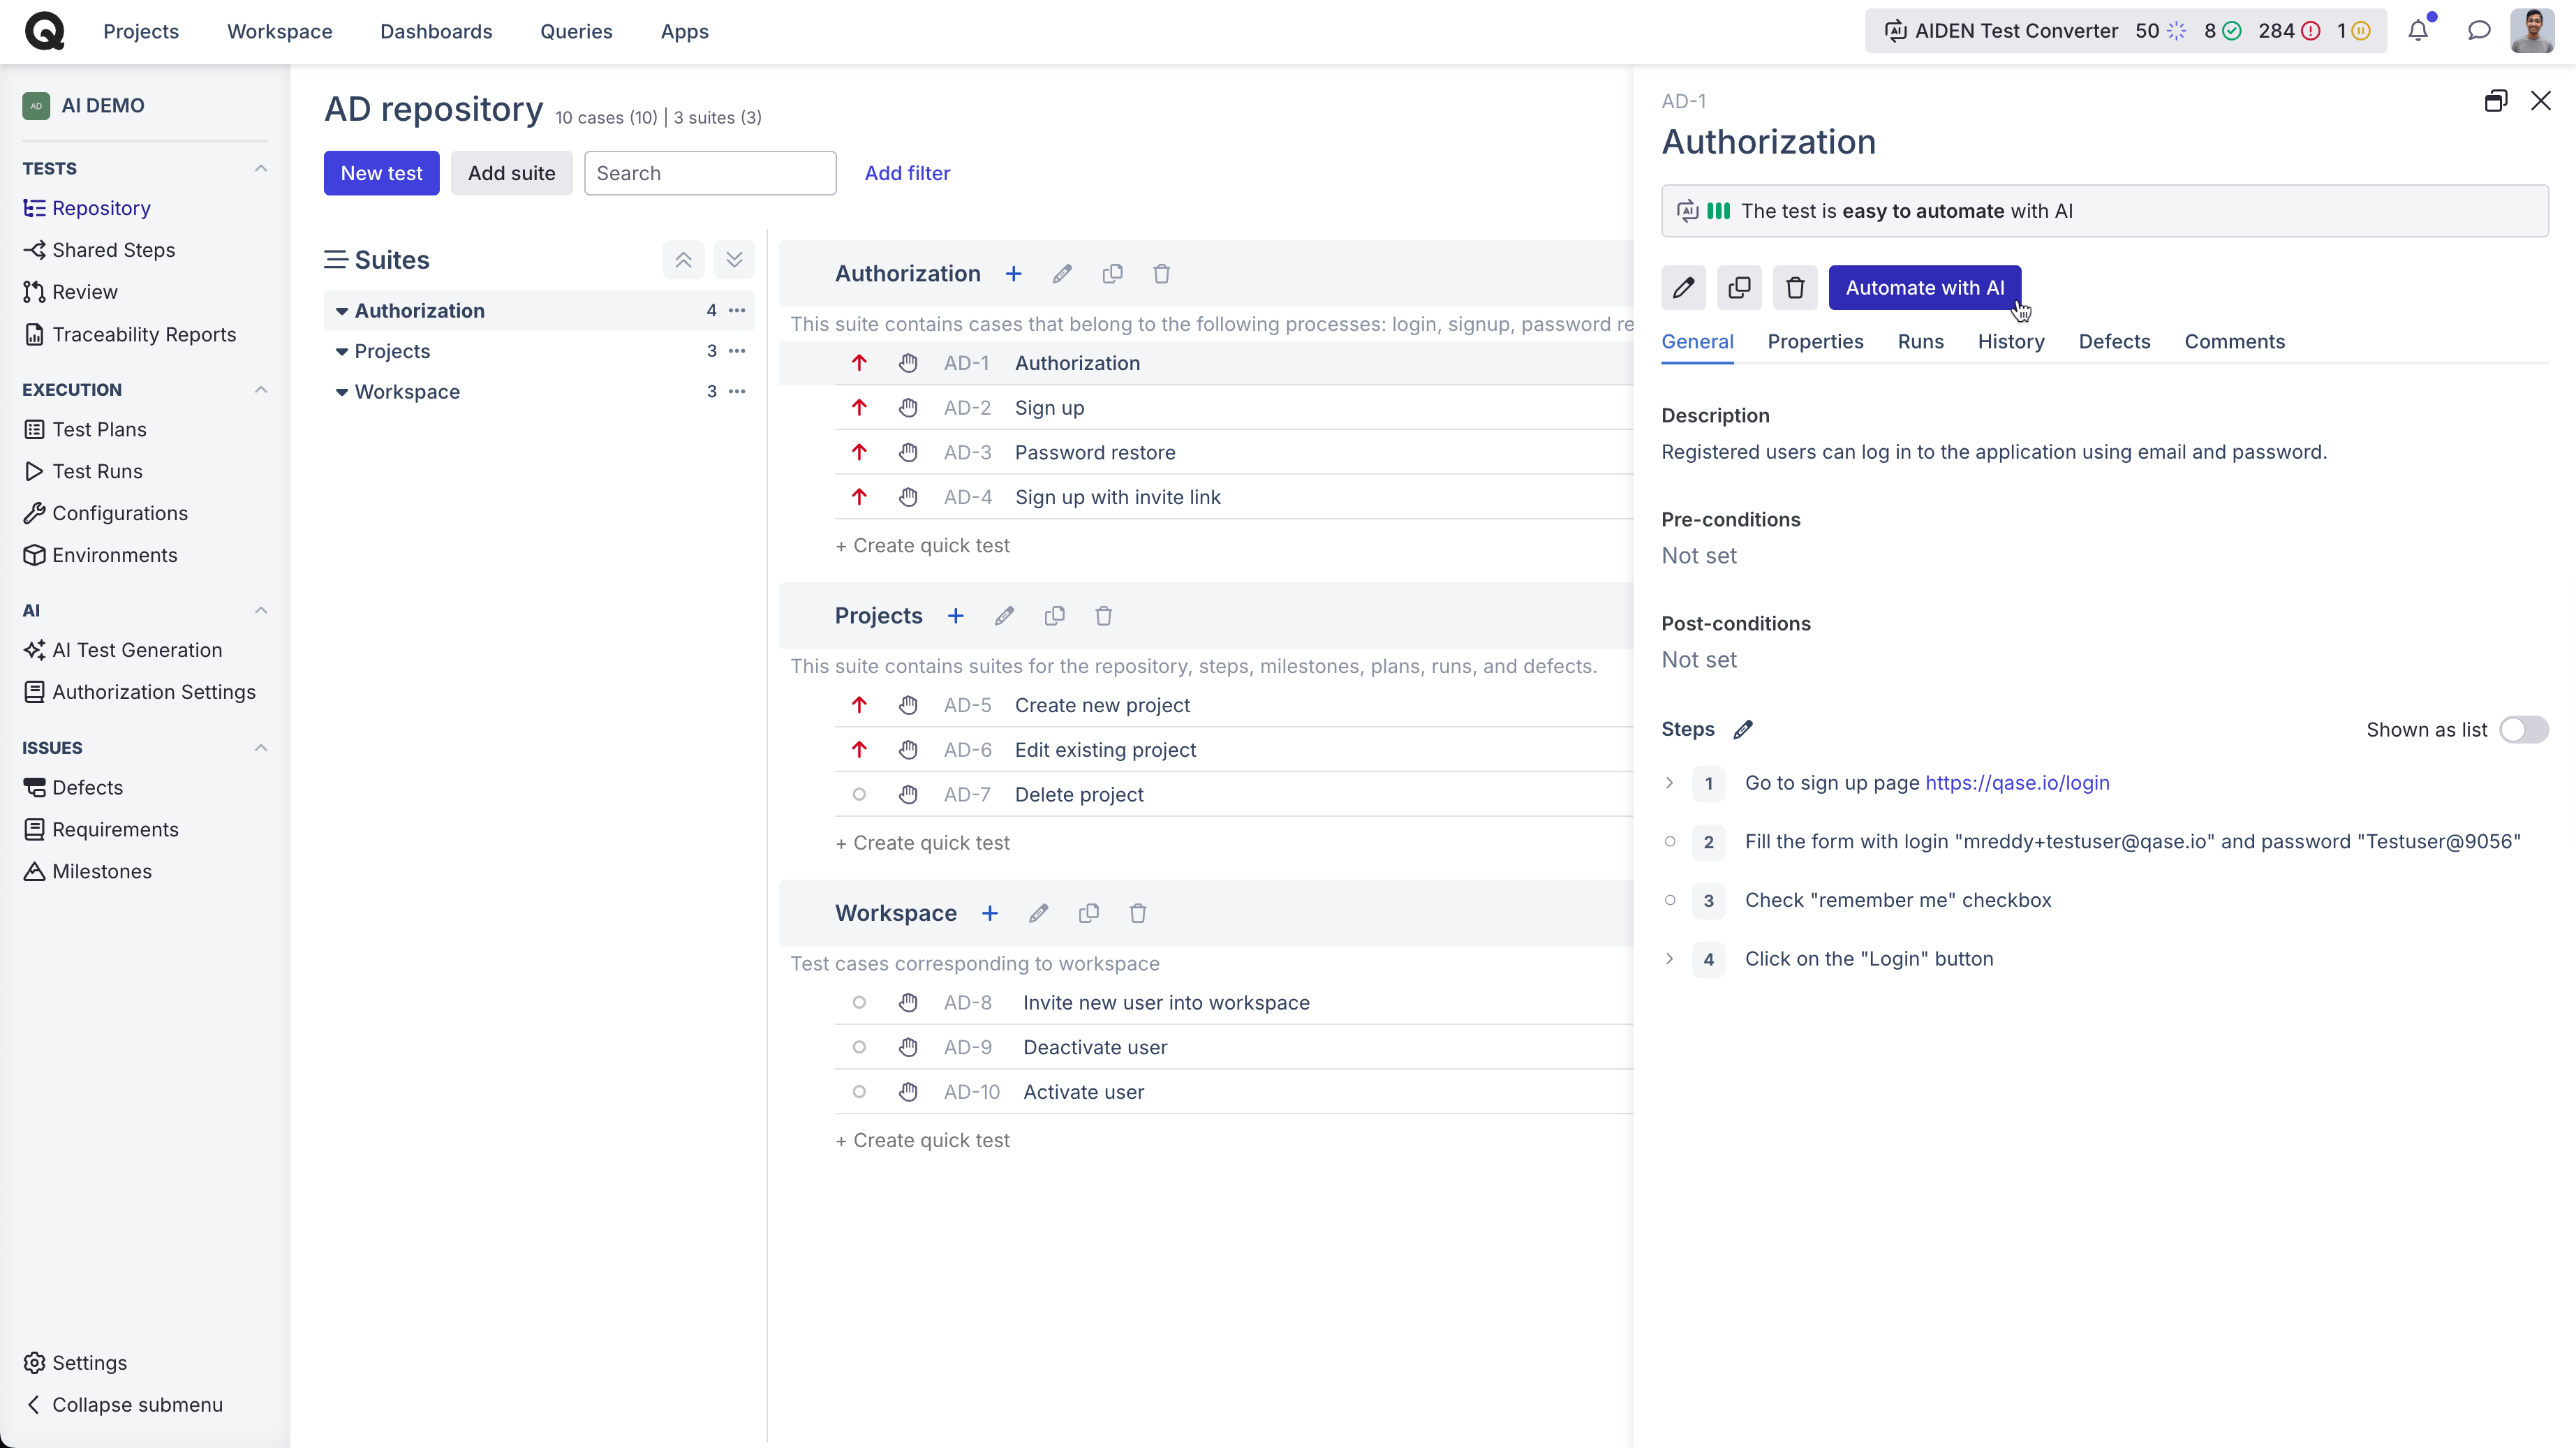 Projects Workspace Dashboards Queries Apps AIDEN Test Converter 50 8 284 1
AD AI DEMO
TESTS
Repository
Shared Steps
Review
Traceability Reports
EXECUTION
Test Plans
Test Runs
Configurations
Environments
AI
AI Test Generation
Authorization Settings
ISSUES
Defects
Requirements
Milestones
Settings
Collapse submenu
AD repository 10 cases (10) | 3 suites (3)
New test Add suite Search Add filter
Suites
Authorization 4
Projects 3
Workspace 3
Authorization
This suite contains cases that belong to the following processes: login, signup, password re
AD-1 Authorization
AD-2 Sign up
AD-3 Password restore
AD-4 Sign up with invite link
+ Create quick test
Projects
This suite contains suites for the repository, steps, milestones, plans, runs, and defects.
AD-5 Create new project
AD-6 Edit existing project
AD-7 Delete project
+ Create quick test
Workspace
Test cases corresponding to workspace
AD-8 Invite new user into workspace
AD-9 Deactivate user
AD-10 Activate user
+ Create quick test
AD-1
Authorization
AI The test is easy to automate with AI
Automate with AI
General Properties Runs History Defects Comments
Description
Registered users can log in to the application using email and password.
Pre-conditions
Not set
Post-conditions
Not set
Steps Shown as list
1 Go to sign up page https://qase.io/login
2 Fill the form with login "mreddy+testuser@qase.io" and password "Testuser@9056"
3 Check "remember me" checkbox
4 Click on the "Login" button